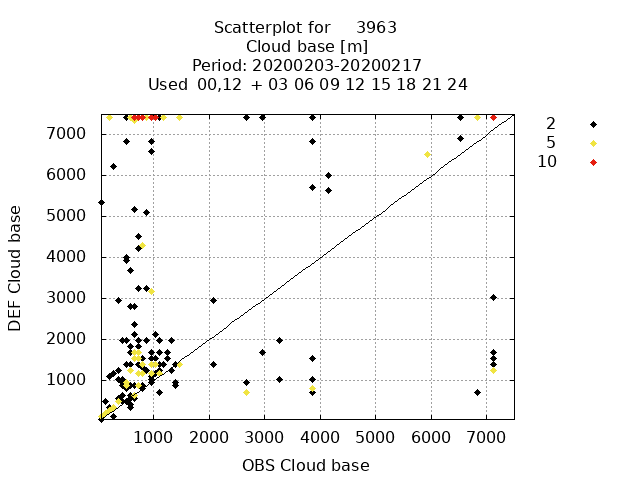 Scatterplot for 3963
Cloud base [m]
Period: 20200203-20200217
Used 00,12 + 03 06 09 12 15 18 21 24
2
5
10
7000
6000
5000
4000
3000
2000
1000
DEF Cloud base
1000 2000 3000 4000 5000 6000 7000
OBS Cloud base